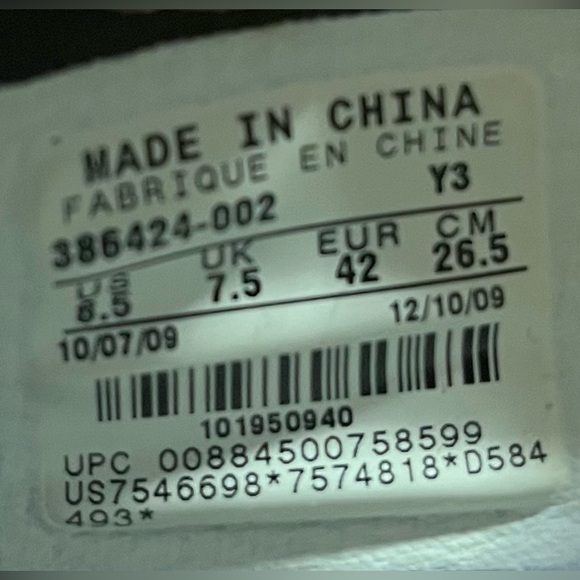 MADE IN CHINA
FABRIQUE EN CHINE
386424-002 Y3
US UK EUR CM
8.5 7.5 42 26.5
10/07/09 12/10/09
101950940
UPC 00884500758599
US7546698*7574818*D584
493*